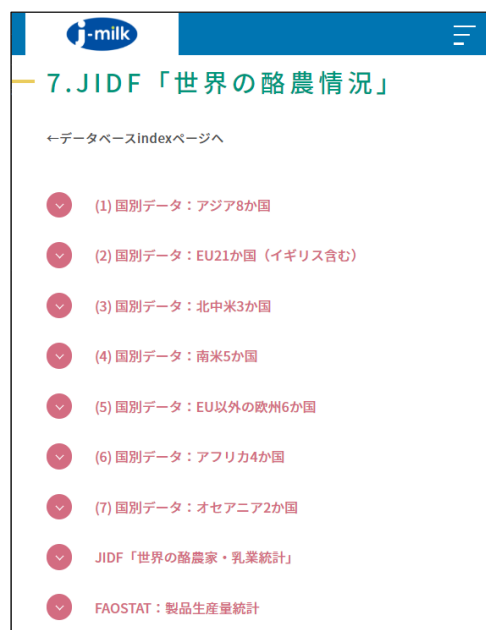 j-milk
7.JIDF「世界の酪農情況」
←データベースindexページへ
(1) 国別データ：アジア8か国
(2) 国別データ：EU21か国（イギリス含む）
(3) 国別データ：北中米3か国
(4) 国別データ：南米5か国
(5) 国別データ：EU以外の欧州6か国
(6) 国別データ：アフリカ4か国
(7) 国別データ：オセアニア2か国
JIDF「世界の酪農家・乳業統計」
FAOSTAT：製品生産量統計